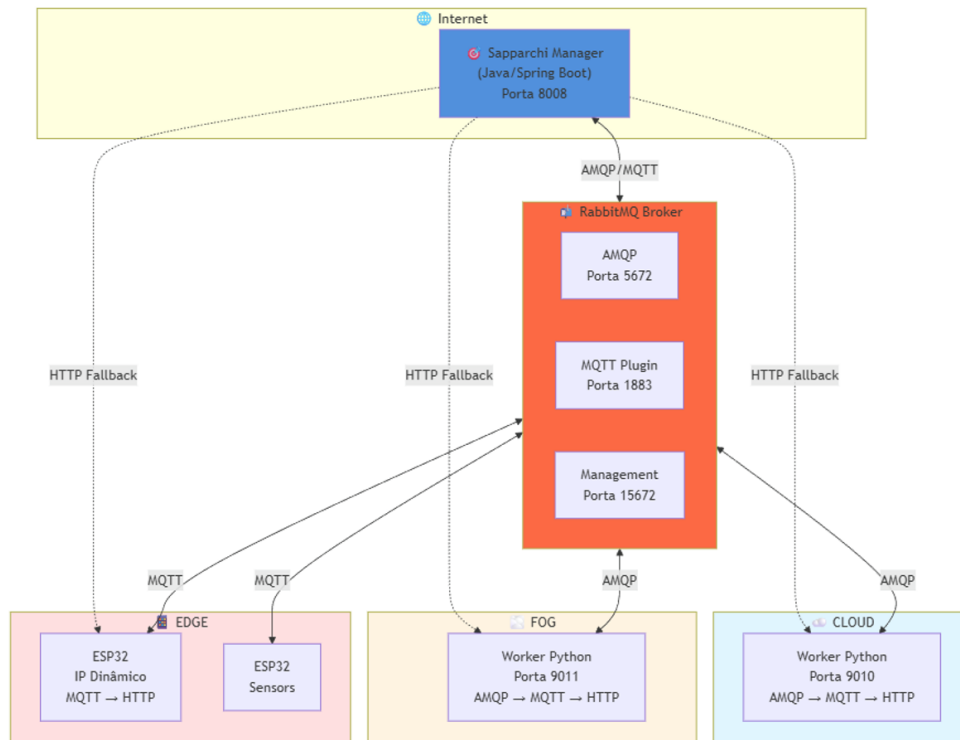 Internet
Sapparchi Manager
(Java/Spring Boot)
Porta 8008
AMQP/MQTT
RabbitMQ Broker
AMQP
Porta 5672
HTTP Fallback
HTTP Fallback
HTTP Fallback
MQTT Plugin
Porta 1883
Management
Porta 15672
MQTT
MQTT
AMQP
AMQP
EDGE
ESP32
IP Dinâmico
MQTT → HTTP
ESP32
Sensors
FOG
Worker Python
Porta 9011
AMQP → MQTT → HTTP
CLOUD
Worker Python
Porta 9010
AMQP → MQTT → HTTP